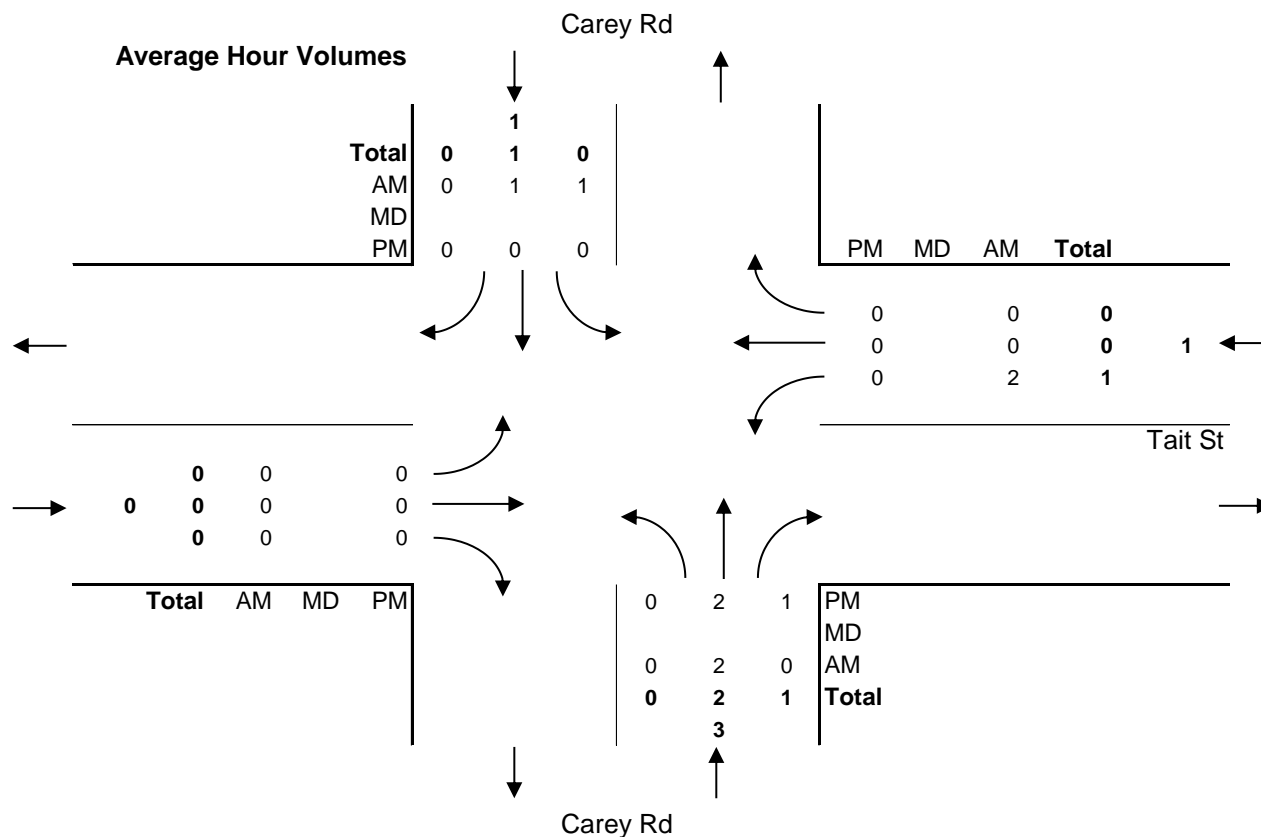 Carey Rd
Average Hour Volumes
1
Total 0 1 0
AM 0 1 1
MD
PM 0 0 0
PM MD AM Total
0 0 0
0 0 0 1
0 2 1
Tait St
0 0 0
0 0 0 0
0 0 0
Total AM MD PM
0 2 1 PM
MD
0 2 0 AM
0 2 1 Total
3
Carey Rd